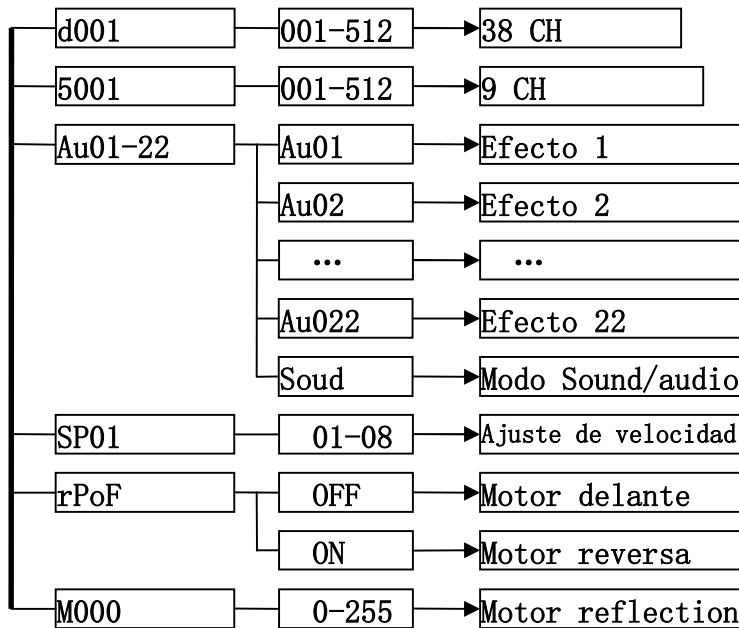 d001 001-512 38 CH
5001 001-512 9 CH
Au01-22 Au01 Efecto 1
Au02 Efecto 2
… …
Au022 Efecto 22
Soud Modo Sound/audio
SP01 01-08 Ajuste de velocidad
rPoF OFF Motor delante
ON Motor reversa
M000 0-255 Motor reflection